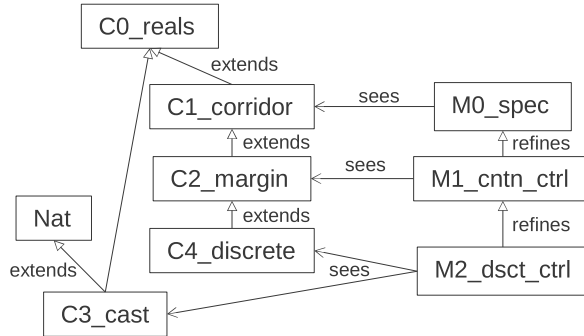 C0_reals
extends
C1_corridor
sees
M0_spec
extends
refines
C2_margin
sees
M1_cntn_ctrl
Nat
extends
refines
C4_discrete
extends
sees
M2_dsct_ctrl
C3_cast